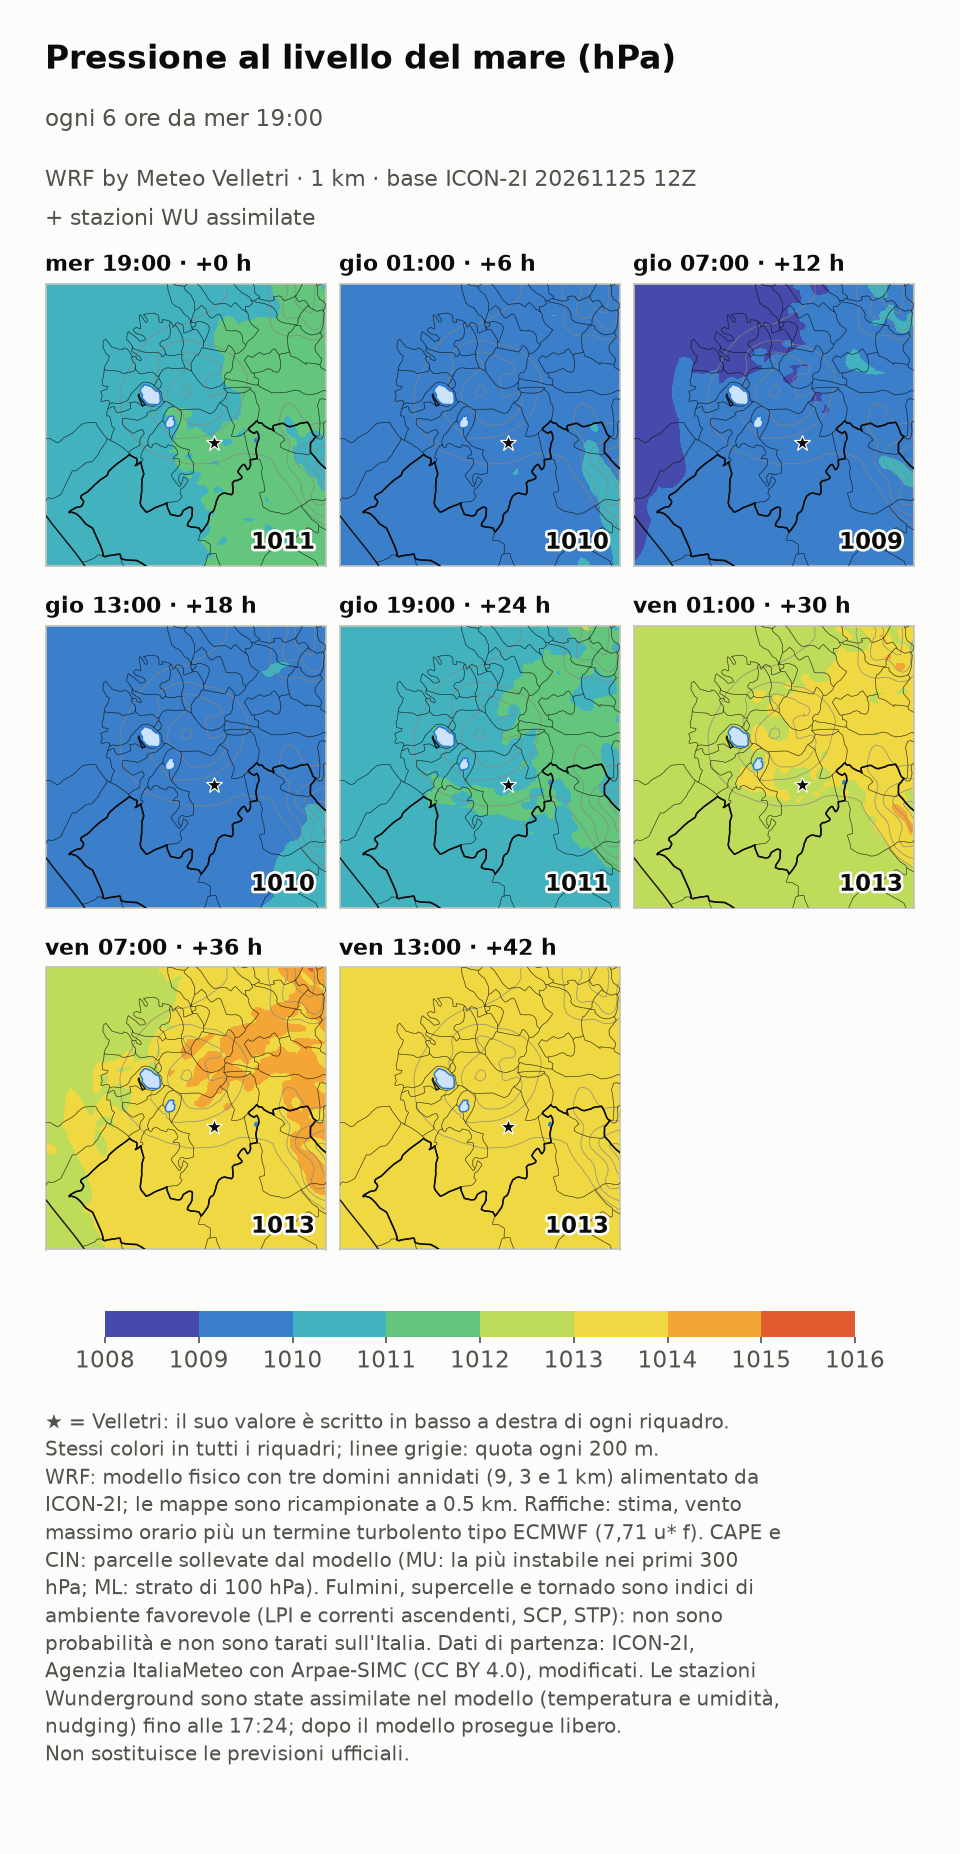 Pressione al livello del mare (hPa)
ogni 6 ore da mer 19:00
WRF by Meteo Velletri · 1 km · base ICON-2I 20261125 12Z
+ stazioni WU assimilate
mer 19:00 · +0 h
gio 01:00 · +6 h
gio 07:00 · +12 h
1011
1010
1009
gio 13:00 · +18 h
gio 19:00 · +24 h
ven 01:00 · +30 h
1010
1011
1013
ven 07:00 · +36 h
ven 13:00 · +42 h
1013
1013
1008 1009 1010 1011 1012 1013 1014 1015 1016
★ = Velletri: il suo valore è scritto in basso a destra di ogni riquadro.
Stessi colori in tutti i riquadri; linee grigie: quota ogni 200 m.
WRF: modello fisico con tre domini annidati (9, 3 e 1 km) alimentato da
ICON-2I; le mappe sono ricampionate a 0.5 km. Raffiche: stima, vento
massimo orario più un termine turbolento tipo ECMWF (7,71 u* f). CAPE e
CIN: parcelle sollevate dal modello (MU: la più instabile nei primi 300
hPa; ML: strato di 100 hPa). Fulmini, supercelle e tornado sono indici di
ambiente favorevole (LPI e correnti ascendenti, SCP, STP): non sono
probabilità e non sono tarati sull'Italia. Dati di partenza: ICON-2I,
Agenzia ItaliaMeteo con Arpae-SIMC (CC BY 4.0), modificati. Le stazioni
Wunderground sono state assimilate nel modello (temperatura e umidità,
nudging) fino alle 17:24; dopo il modello prosegue libero.
Non sostituisce le previsioni ufficiali.